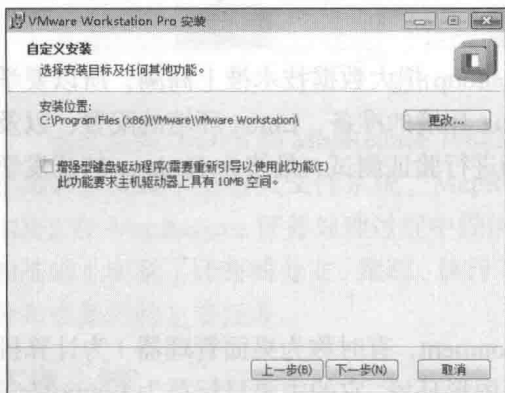 VMware Workstation Pro 安装
自定义安装
选择安装目标及任何其他功能。
安装位置:
C:\Program Files (x86)\VMware\VMware Workstation\
更改...
增强型键盘驱动程序(需要重新引导以使用此功能(E)
此功能要求主机驱动器上具有 10MB 空间。
上一步(B)
下一步(N)
取消